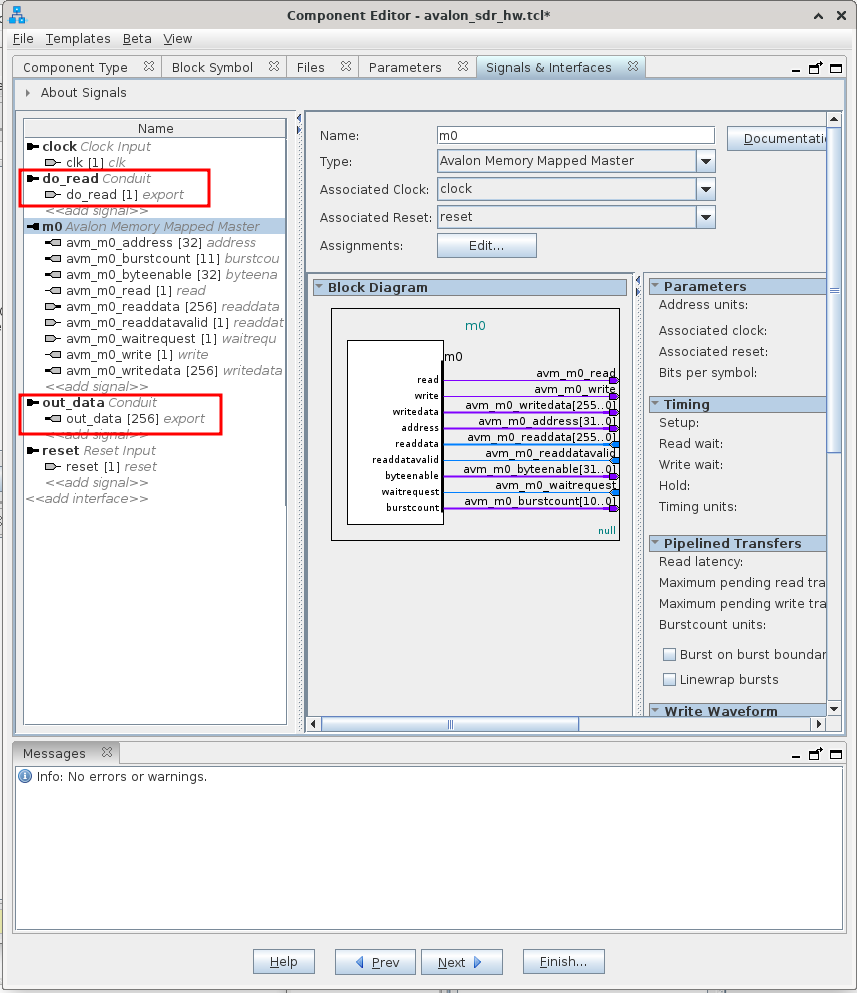 Component Editor - avalon_sdr_hw.tcl*
File Templates Beta View
Component Type Block Symbol Files Parameters Signals & Interfaces
About Signals
Name
clock Clock Input
clk [1] clk
do_read Conduit
do_read [1] export
<<add signal>>
m0 Avalon Memory Mapped Master
avm_m0_address [32] address
avm_m0_burstcount [11] burstcou
avm_m0_byteenable [32] byteena
avm_m0_read [1] read
avm_m0_readdata [256] readdata
avm_m0_readdatavalid [1] readdat
avm_m0_waitrequest [1] waitrequ
avm_m0_write [1] write
avm_m0_writedata [256] writedata
<<add signal>>
out_data Conduit
out_data [256] export
<<add signal>>
reset Reset Input
reset [1] reset
<<add signal>>
<<add interface>>
Name: m0
Documentati
Type: Avalon Memory Mapped Master
Associated Clock: clock
Associated Reset: reset
Assignments: Edit...
Block Diagram
m0
m0
read avm_m0_read
write avm_m0_write
writedata avm_m0_writedata[255..0]
address avm_m0_address[31..0]
readdata avm_m0_readdata[255..0]
readdatavalid avm_m0_readdatavalid
byteenable avm_m0_byteenable[31..0]
waitrequest avm_m0_waitrequest
burstcount avm_m0_burstcount[10..0]
null
Parameters
Address units:
Associated clock:
Associated reset:
Bits per symbol:
Timing
Setup:
Read wait:
Write wait:
Hold:
Timing units:
Pipelined Transfers
Read latency:
Maximum pending read tra
Maximum pending write tra
Burstcount units:
Burst on burst boundar
Linewrap bursts
Write Waveform
Messages
Info: No errors or warnings.
Help Prev Next Finish...